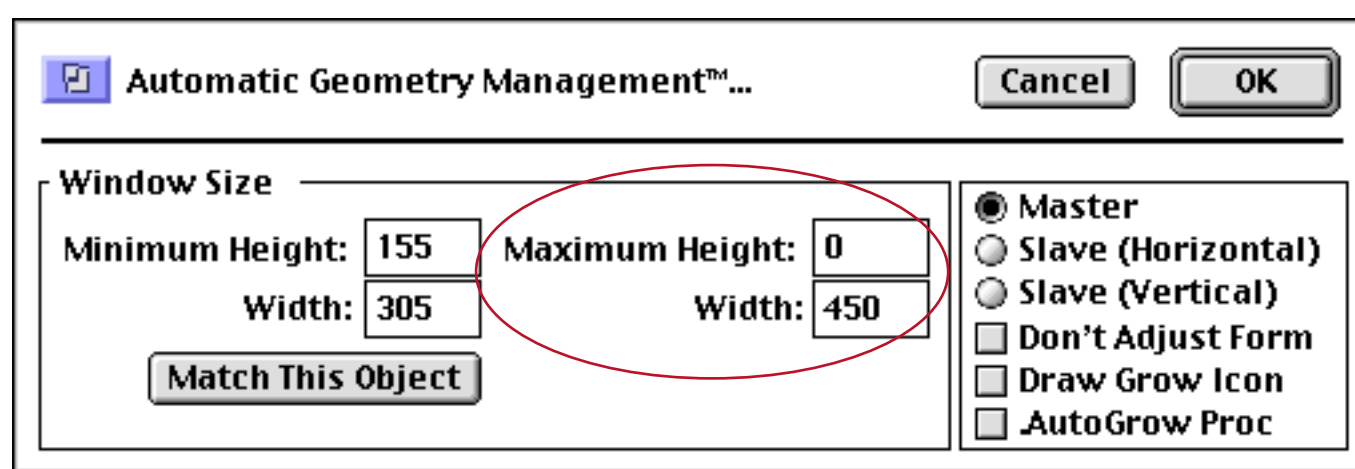 Automatic Geometry Management™...
Cancel
OK
Window Size
Minimum Height: 155 Maximum Height: 0
Width: 305 Width: 450
Match This Object
Master
Slave (Horizontal)
Slave (Vertical)
Don't Adjust Form
Draw Grow Icon
.AutoGrow Proc